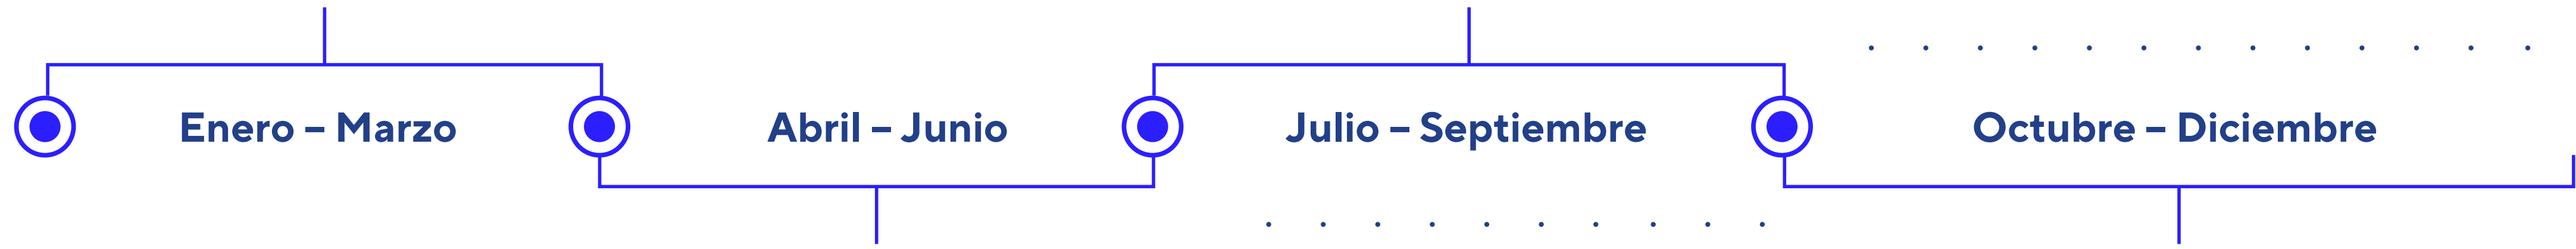 Enero – Marzo
Abril – Junio
Julio – Septiembre
Octubre – Diciembre